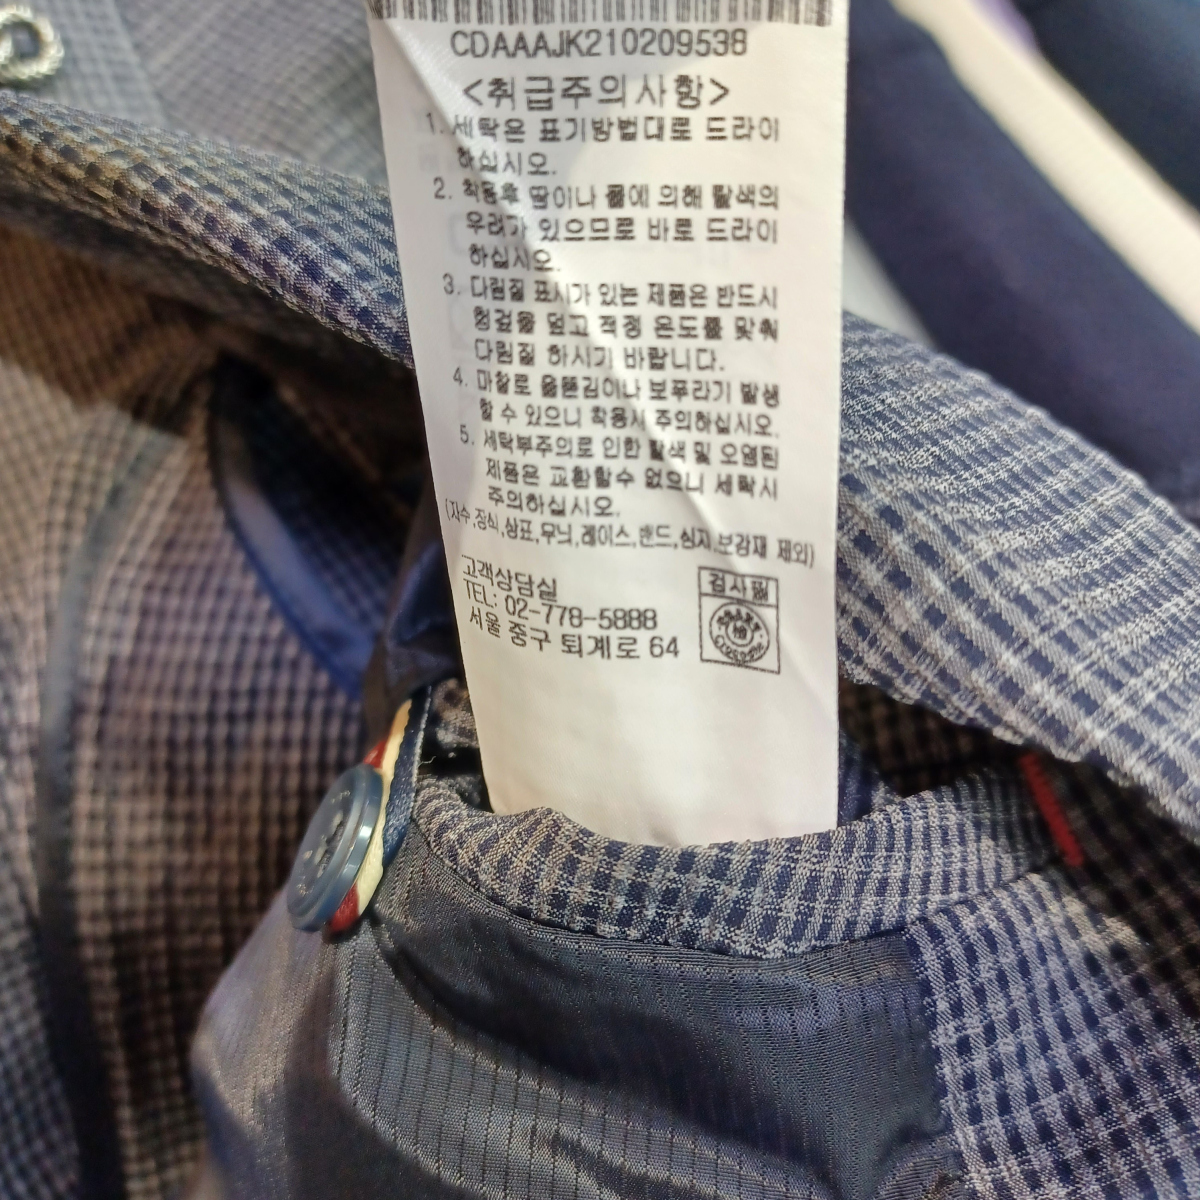 CDAAAJK210209538
<취급주의사항>
1. 세탁은 표기방법대로 드라이
하십시오.
2. 착용후 땀이나 물에 의해 탈색의
우려가 있으므로 바로 드라이
하십시오.
3. 다림질 표시가 있는 제품은 반드시
헝겊을 덮고 적정 온도를 맞춰
다림질 하시기 바랍니다.
4. 마찰로 올뜯김이나 보푸라기 발생
할 수 있으니 착용시 주의하십시오.
5. 세탁부주의로 인한 탈색 및 오염된
제품은 교환할수 없으니 세탁시
주의하십시오.
(자수,장식,상표,무늬,레이스,밴드,심지,보강재 제외)
고객상담실
TEL: 02-778-5888
서울 중구 퇴계로 64
검사필